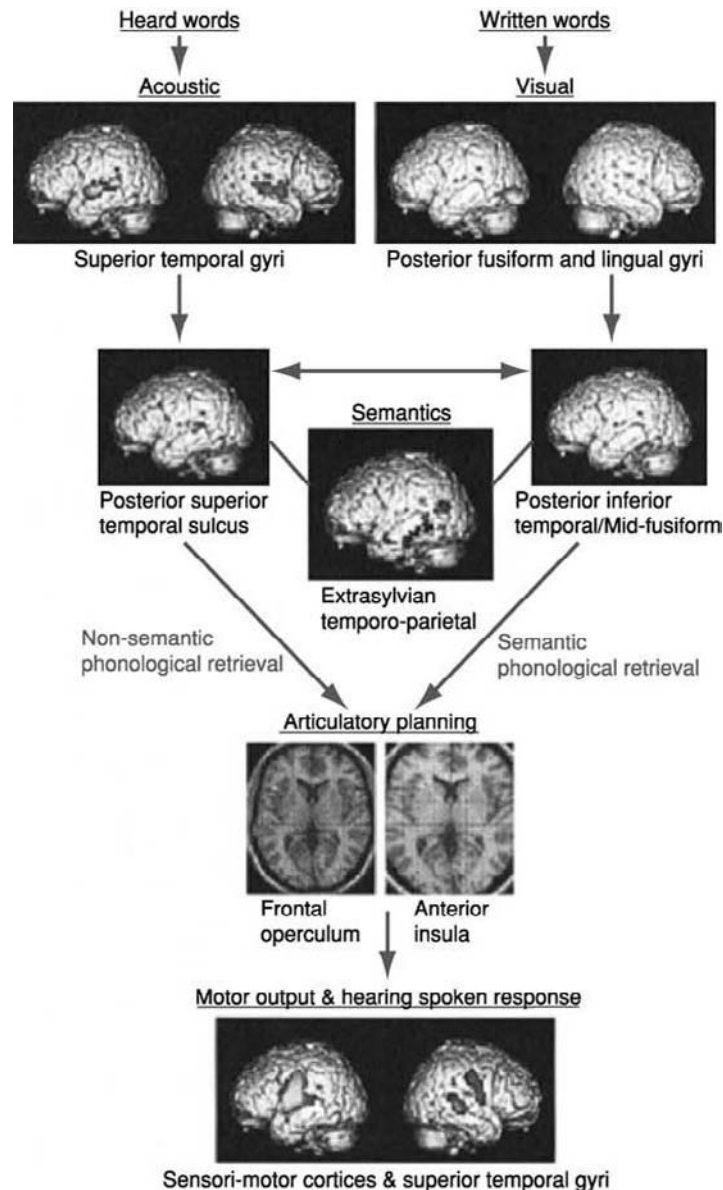 Heard words
Written words
Acoustic
Visual
Superior temporal gyri
Posterior fusiform and lingual gyri
Semantics
Posterior superior
temporal sulcus
Posterior inferior
temporal/Mid-fusiform
Extrasylvian
temporo-parietal
Non-semantic
phonological retrieval
Semantic
phonological retrieval
Articulatory planning
Frontal
operculum
Anterior
insula
Motor output & hearing spoken response
Sensori-motor cortices & superior temporal gyri